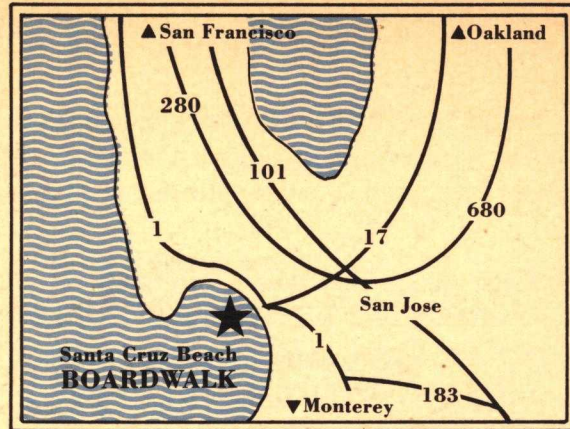 ▲ San Francisco
▲ Oakland
280
101
680
1
17
San Jose
Santa Cruz Beach
BOARDWALK
1
183
▼ Monterey